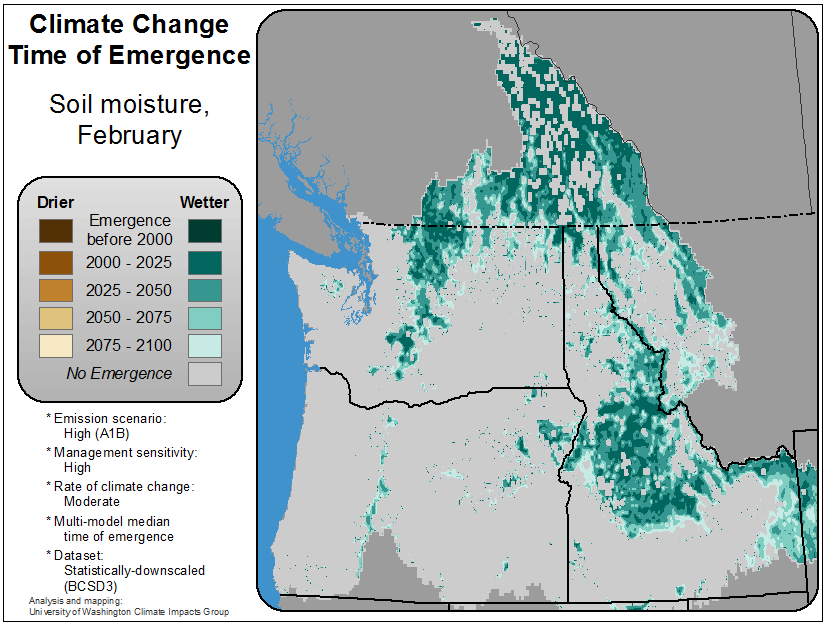 Climate Change
Time of Emergence
Soil moisture,
February
Drier
Wetter
Emergence
before 2000
2000 - 2025
2025 - 2050
2050 - 2075
2075 - 2100
No Emergence
* Emission scenario:
High (A1B)
* Management sensitivity:
High
* Rate of climate change:
Moderate
* Multi-model median
time of emergence
* Dataset:
Statistically-downscaled
(BCSD3)
Analysis and mapping:
University of Washington Climate Impacts Group